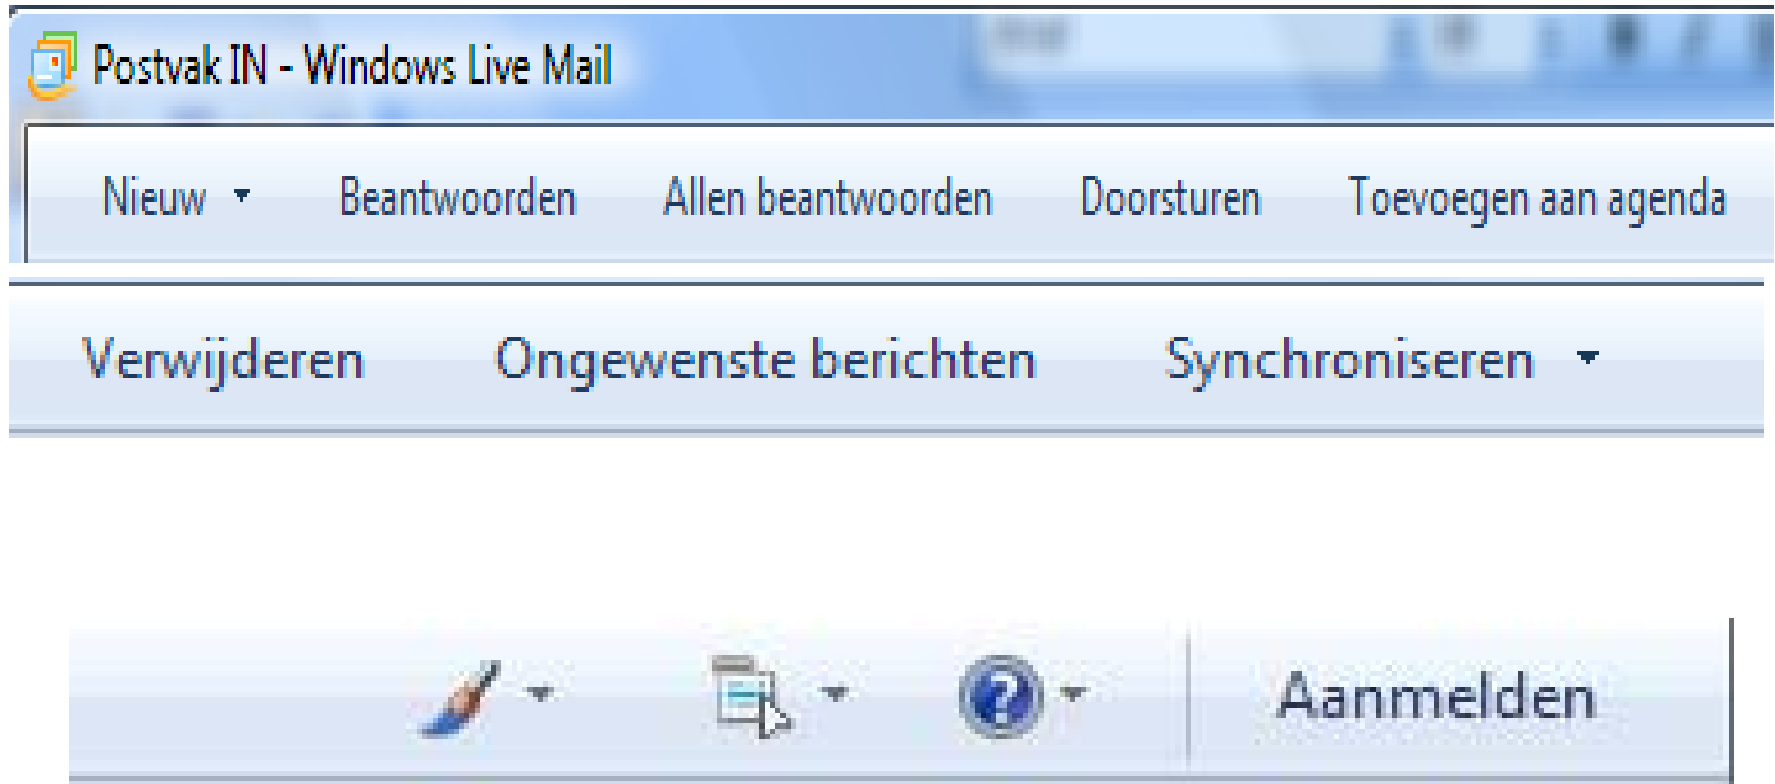 Postvak IN - Windows Live Mail
Nieuw Beantwoorden Allen beantwoorden Doorsturen Toevoegen aan agenda
Verwijderen Ongewenste berichten Synchroniseren
Aanmelden